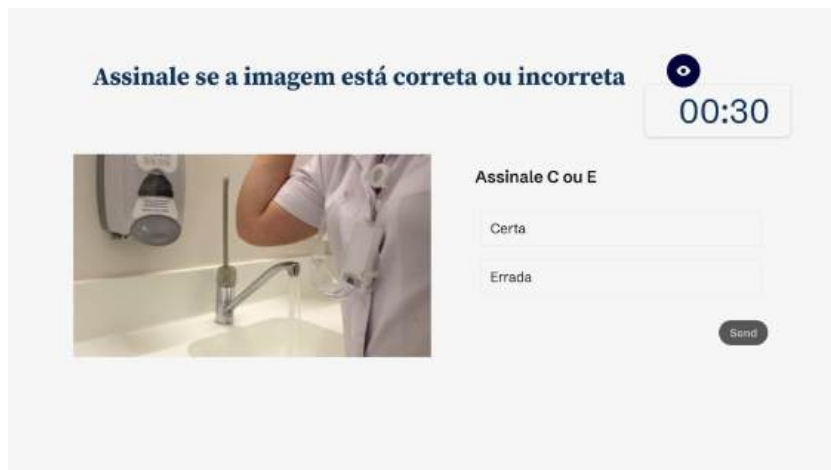 Assinale se a imagem está correta ou incorreta
00:30
Assinale C ou E
Certa
Errada
Send